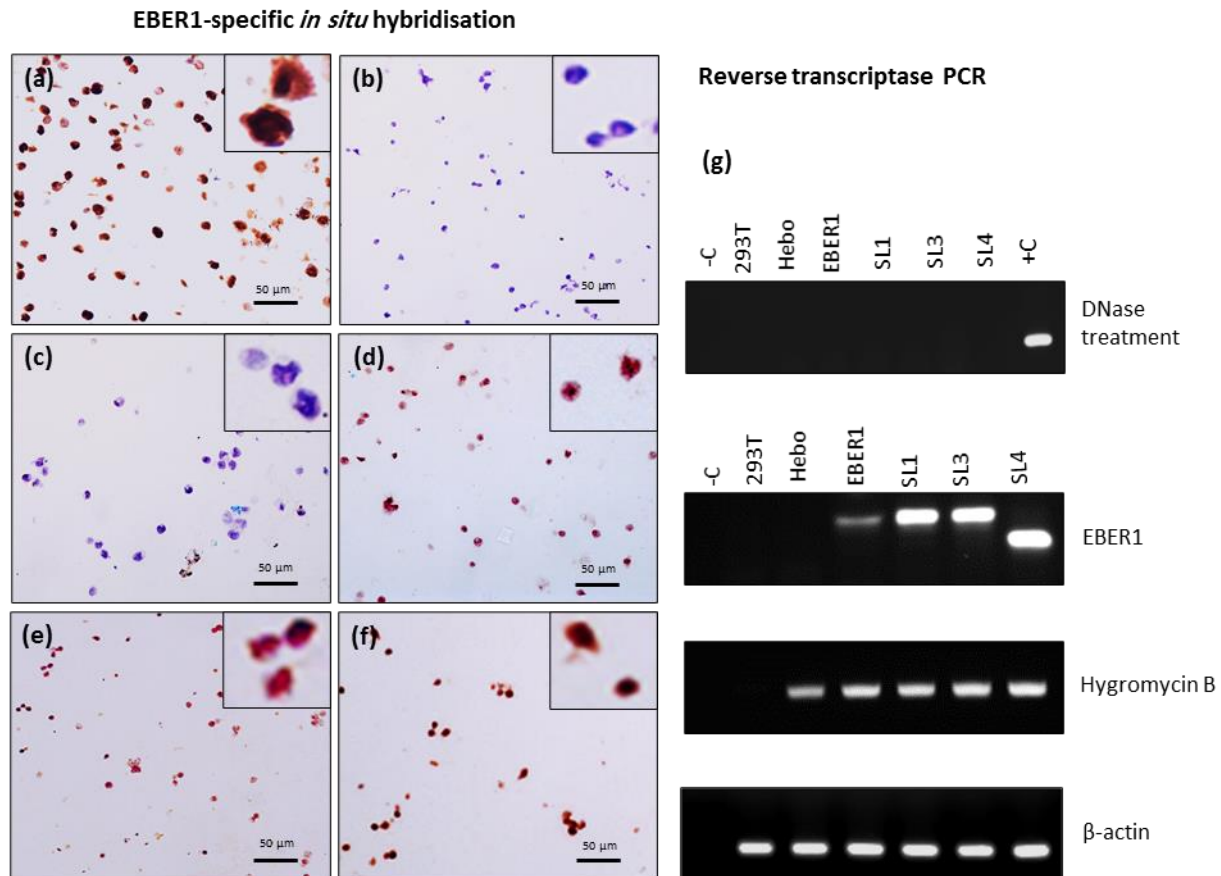 EBER1-specific in situ hybridisation
(a)
50 µm
(b)
50 µm
(c)
50 µm
(d)
50 µm
(e)
50 µm
(f)
50 µm
Reverse transcriptase PCR
(g)
-C 293T Hebo EBER1 SL1 SL3 SL4 +C
DNase
treatment
-C 293T Hebo EBER1 SL1 SL3 SL4
EBER1
Hygromycin B
β-actin